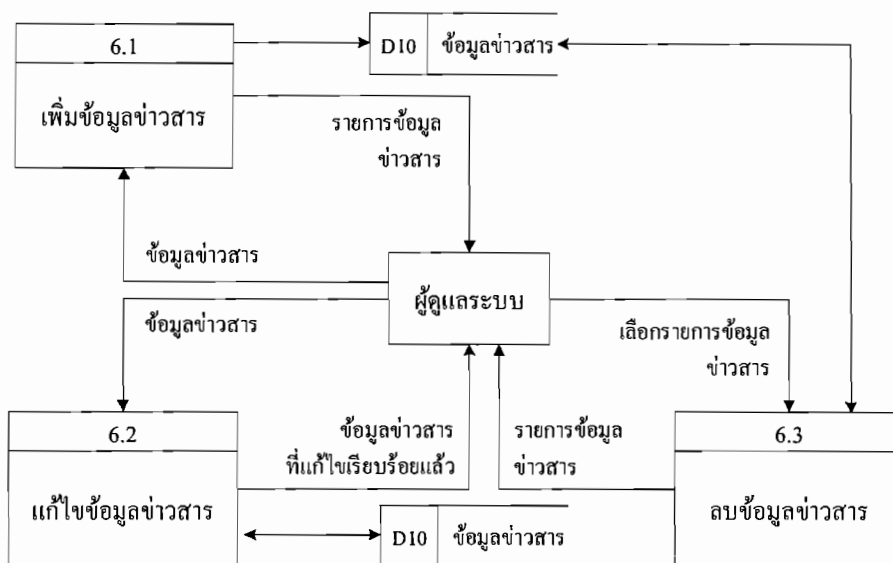 6.1
เพิ่มข้อมูลข่าวสาร
D10 ข้อมูลข่าวสาร
รายการข้อมูล
ข่าวสาร
ข้อมูลข่าวสาร
ผู้ดูแลระบบ
ข้อมูลข่าวสาร
เลือกรายการข้อมูล
ข่าวสาร
6.2
แก้ไขข้อมูลข่าวสาร
ข้อมูลข่าวสาร
ที่แก้ไขเรียบร้อยแล้ว
รายการข้อมูล
ข่าวสาร
6.3
ลบข้อมูลข่าวสาร
D10 ข้อมูลข่าวสาร